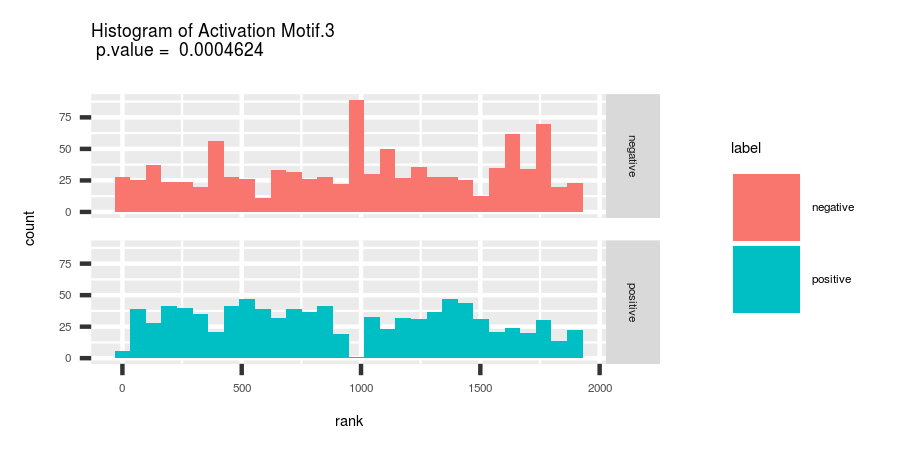 Histogram of Activation Motif.3
p.value = 0.0004624
75
50
25
0
negative
75
50
25
0
positive
0 500 1000 1500 2000
rank
count
label
negative
positive